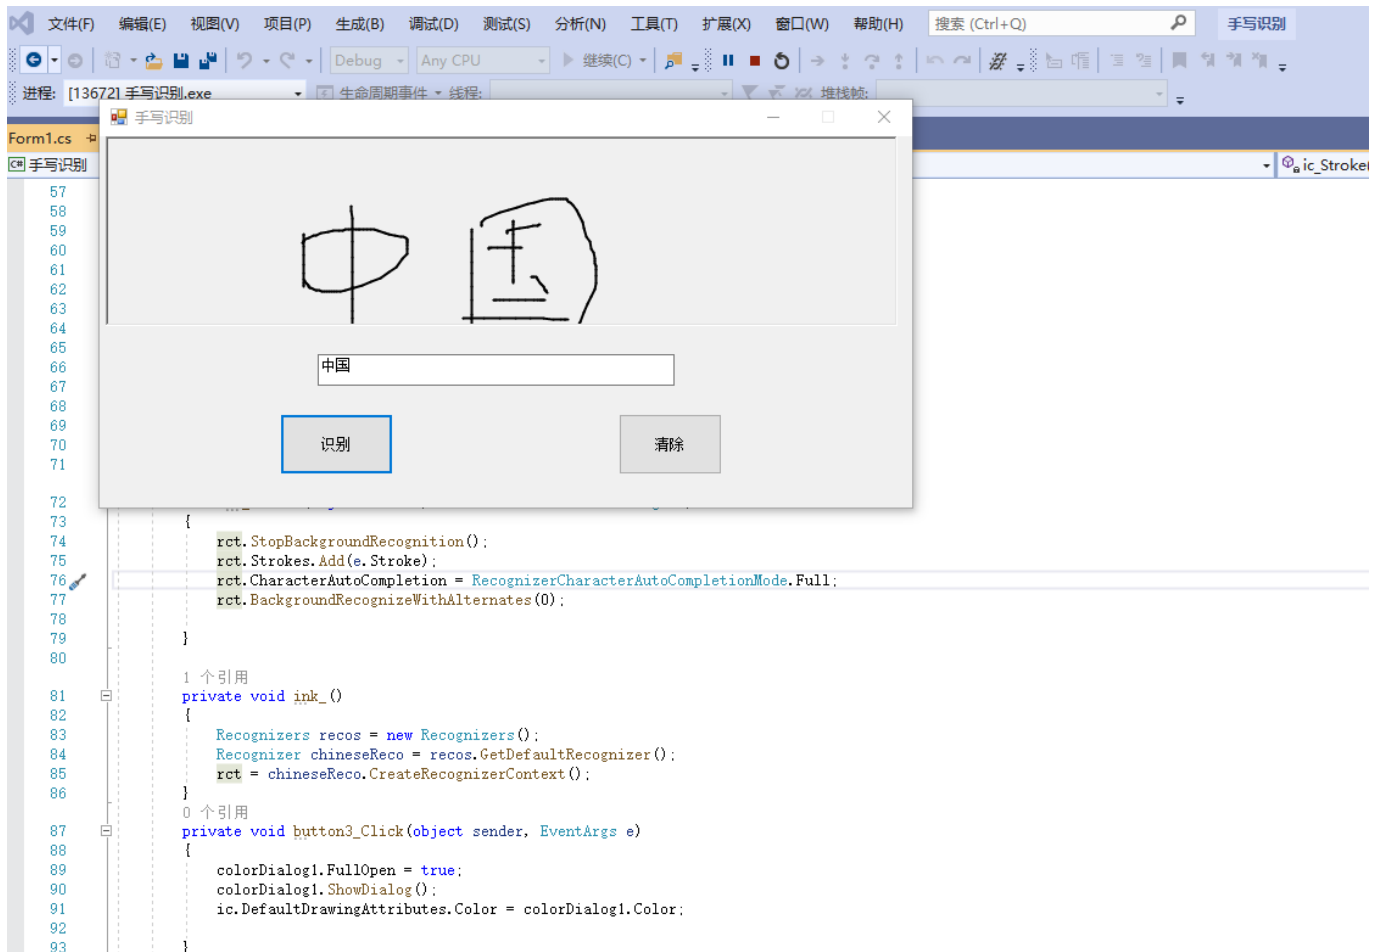 文件(F) 编辑(E) 视图(V) 项目(P) 生成(B) 调试(D) 测试(S) 分析(N) 工具(T) 扩展(X) 窗口(W) 帮助(H) 搜索 (Ctrl+Q) 手写识别
Debug Any CPU 继续(C)
进程: [13672] 手写识别.exe 生命周期事件 线程: 堆栈帧:
手写识别
Form1.cs
C# 手写识别 ic_Stroke(
中国
中国
识别 清除
57
58
59
60
61
62
63
64
65
66
67
68
69
70
71
72
73 {
74 rct.StopBackgroundRecognition();
75 rct.Strokes.Add(e.Stroke);
76 rct.CharacterAutoCompletion = RecognizerCharacterAutoCompletionMode.Full;
77 rct.BackgroundRecognizeWithAlternates(0);
78
79 }
80
1 个引用
81 private void ink_()
82 {
83 Recognizers recos = new Recognizers();
84 Recognizer chineseReco = recos.GetDefaultRecognizer();
85 rct = chineseReco.CreateRecognizerContext();
86 }
0 个引用
87 private void button3_Click(object sender, EventArgs e)
88 {
89 colorDialog1.FullOpen = true;
90 colorDialog1.ShowDialog();
91 ic.DefaultDrawingAttributes.Color = colorDialog1.Color;
92
93 }